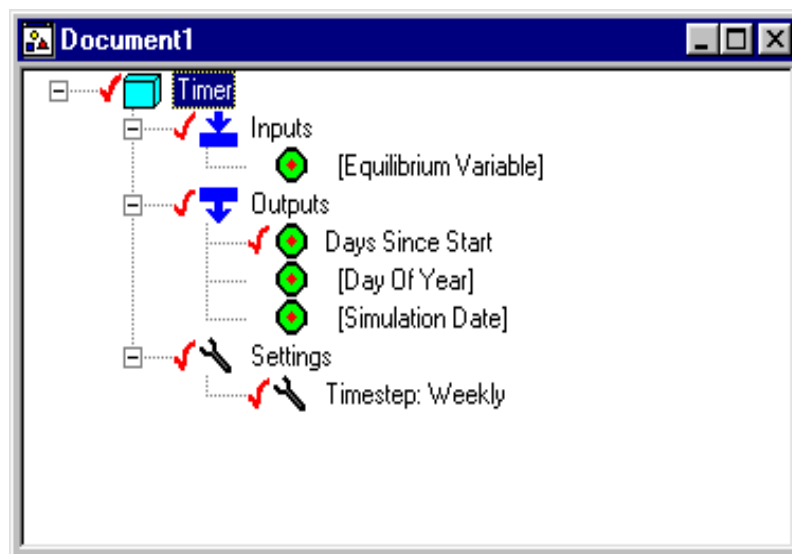 Document1
Timer
Inputs
[Equilibrium Variable]
Outputs
Days Since Start
[Day Of Year]
[Simulation Date]
Settings
Timestep: Weekly